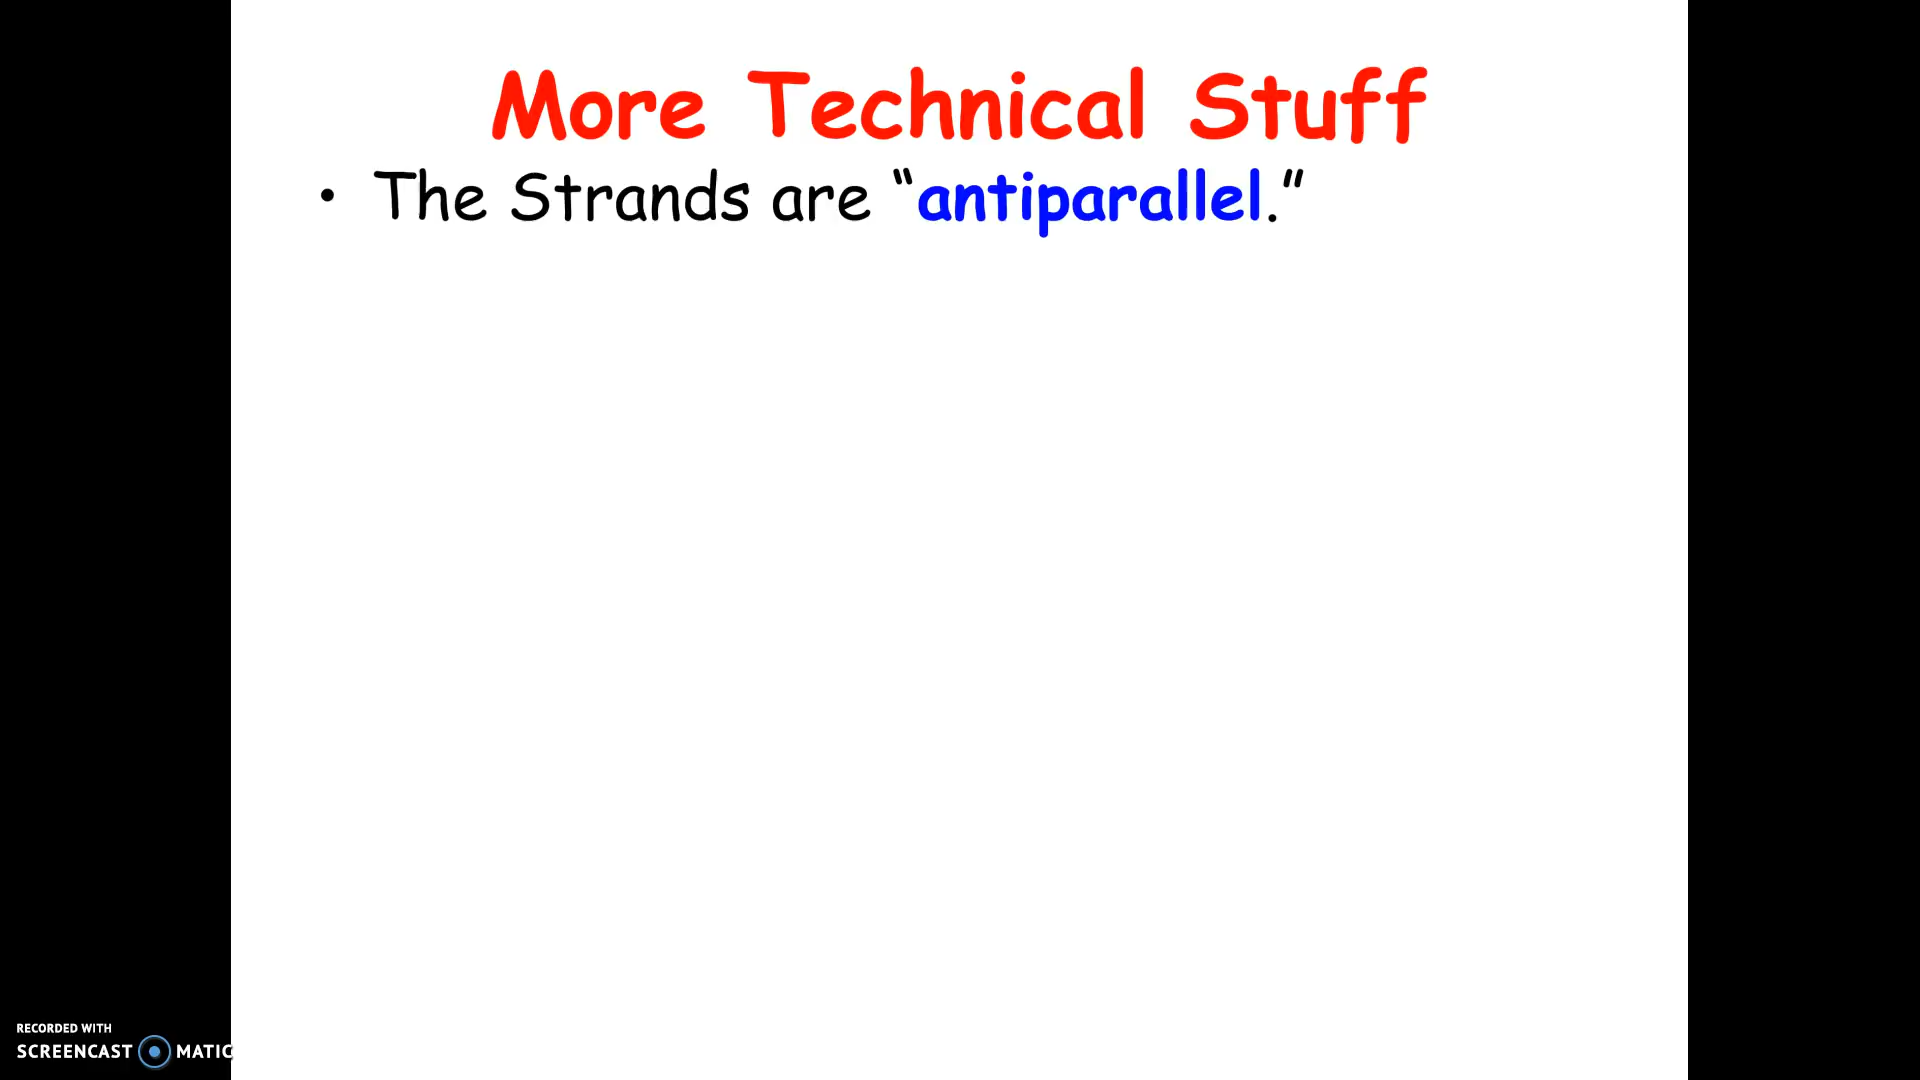 More Technical Stuff
• The Strands are “antiparallel.”
RECORDED WITH
SCREENCAST MATIC